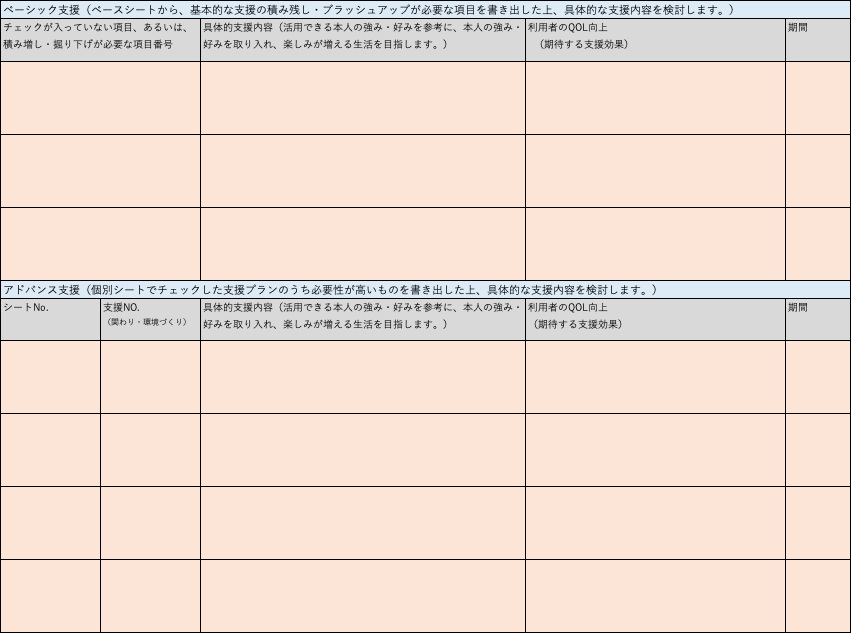 ベーシック支援（ベースシートから、基本的な支援の積み残し・ブラッシュアップが必要な項目を書き出した上、具体的な支援内容を検討します。）
チェックが入っていない項目、あるいは、
積み増し・掘り下げが必要な項目番号
具体的支援内容（活用できる本人の強み・好みを参考に、本人の強み・
好みを取り入れ、楽しみが増える生活を目指します。）
利用者のQOL向上
（期待する支援効果）
期間
アドバンス支援（個別シートでチェックした支援プランのうち必要性が高いものを書き出した上、具体的な支援内容を検討します。）
シートNo.
支援NO.
（関わり・環境づくり）
具体的支援内容（活用できる本人の強み・好みを参考に、本人の強み・
好みを取り入れ、楽しみが増える生活を目指します。）
利用者のQOL向上
（期待する支援効果）
期間